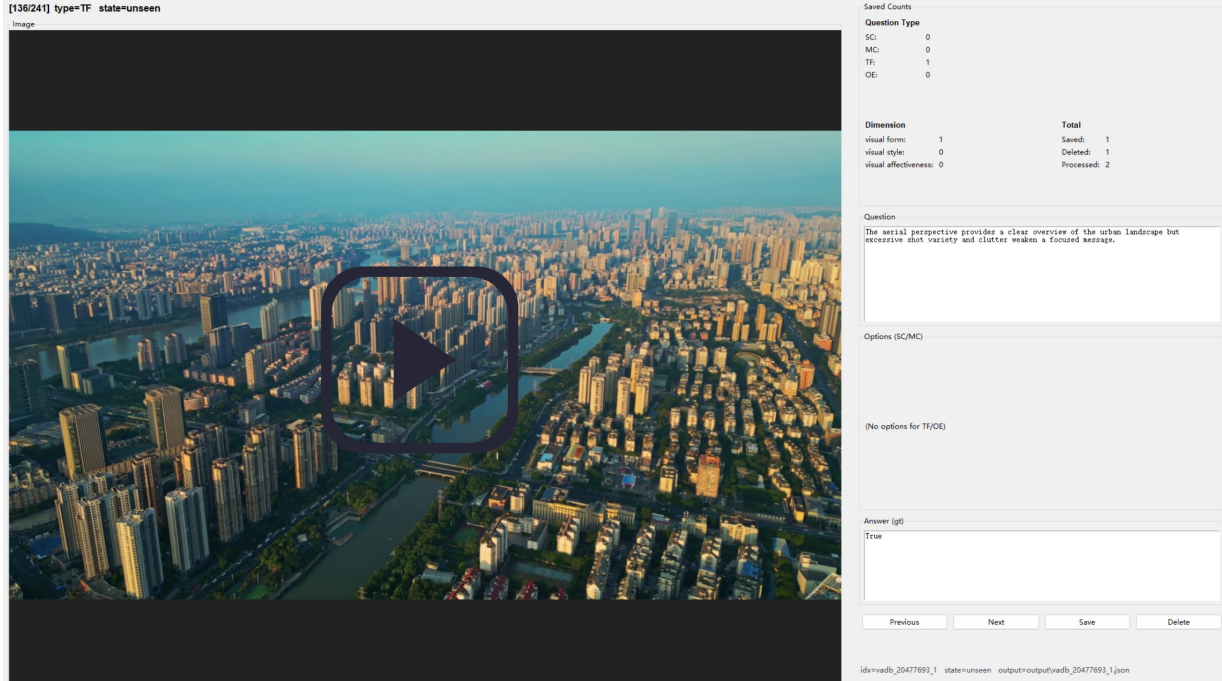 [136/241] type=TF state=unseen
Image
Saved Counts
Question Type
SC: 0
MC: 0
TF: 1
OE: 0
Dimension
visual form: 1
visual style: 0
visual affectiveness: 0
Total
Saved: 1
Deleted: 1
Processed: 2
Question
The aerial perspective provides a clear overview of the urban landscape but
excessive shot variety and clutter weaken a focused message.
Options (SC/MC)
(No options for TF/OE)
Answer (gt)
True
Previous Next Save Delete
idx=vadb_20477693_1 state=unseen output=output\vadb_20477693_1.json